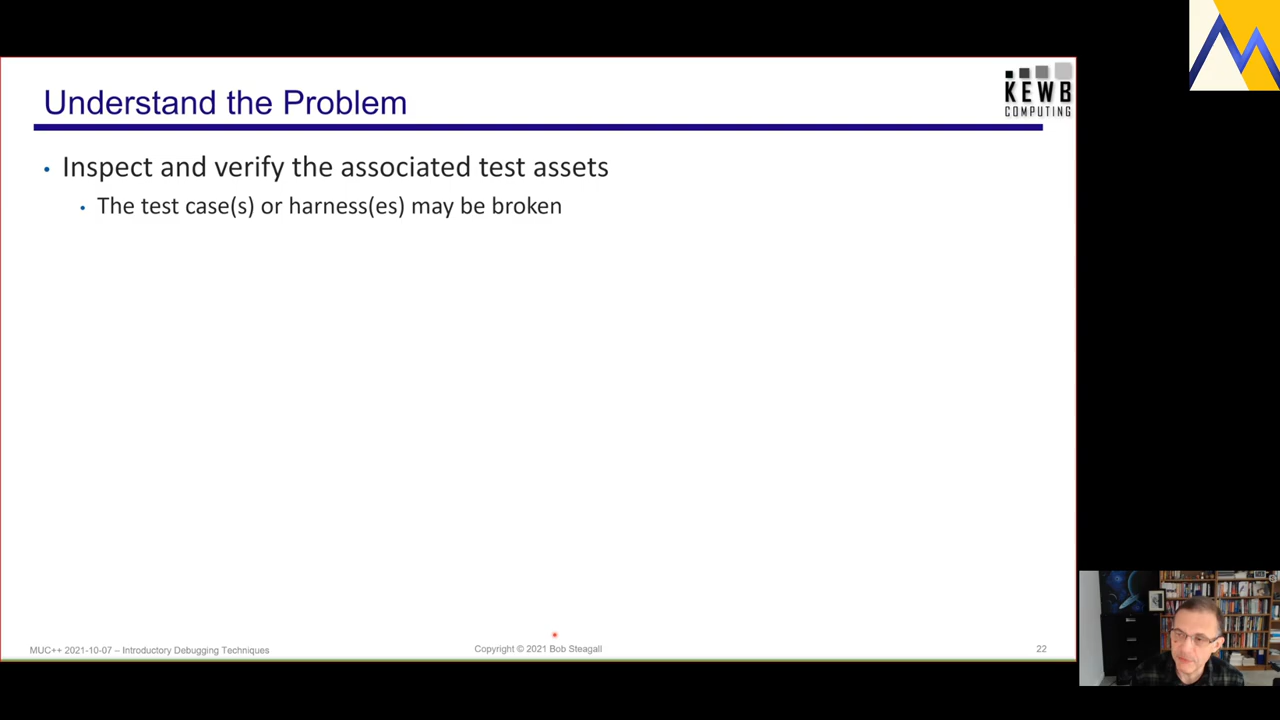 Understand the Problem
KEWB
COMPUTING
• Inspect and verify the associated test assets
• The test case(s) or harness(es) may be broken
MUC++ 2021-10-07 – Introductory Debugging Techniques
Copyright © 2021 Bob Steagall
22